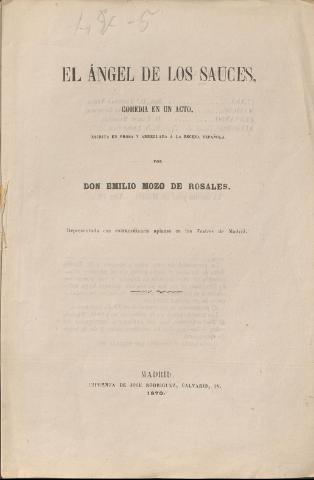 EL ÁNGEL DE LOS SAUCES,
COMEDIA EN UN ACTO,
ESCRITA EN PROSA Y ARREGLADA Á LA ESCENA ESPAÑOLA
POR
DON EMILIO MOZO DE ROSALES.
Representada con extraordinario aplauso en los Teatros de Madrid.
MADRID
IMPRENTA DE JOSÉ RODRIGUEZ, CALVARIO, 18.
1870.